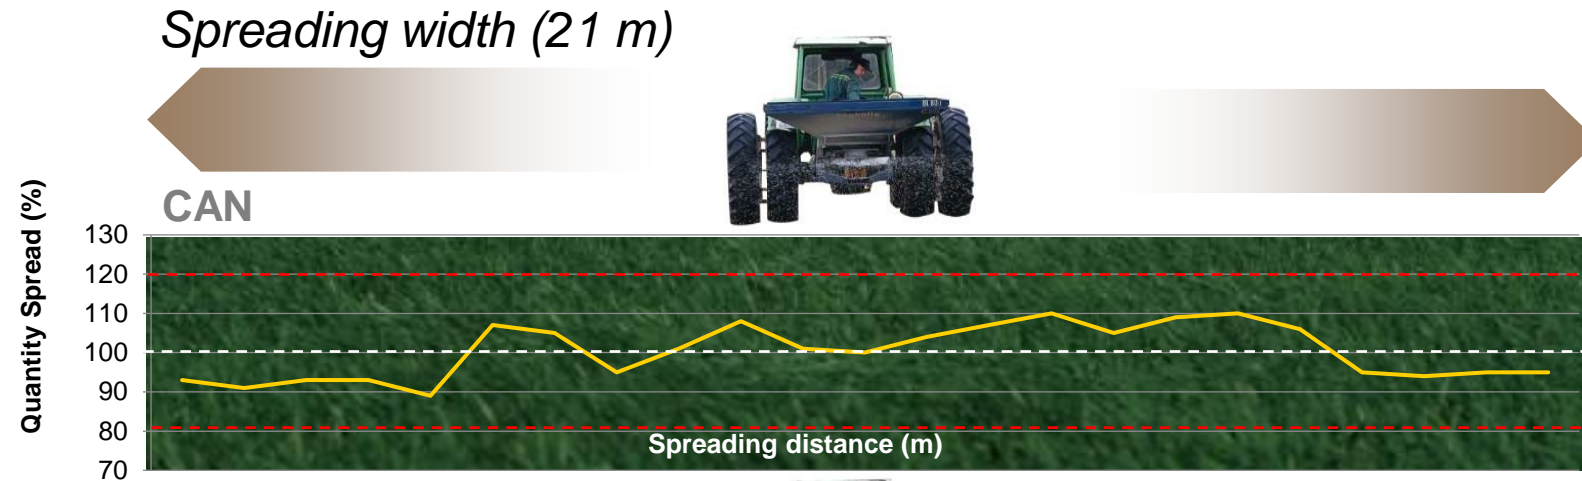 Spreading width (21 m)
CAN
Quantity Spread (%)
130
120
110
100
90
80
70
Spreading distance (m)